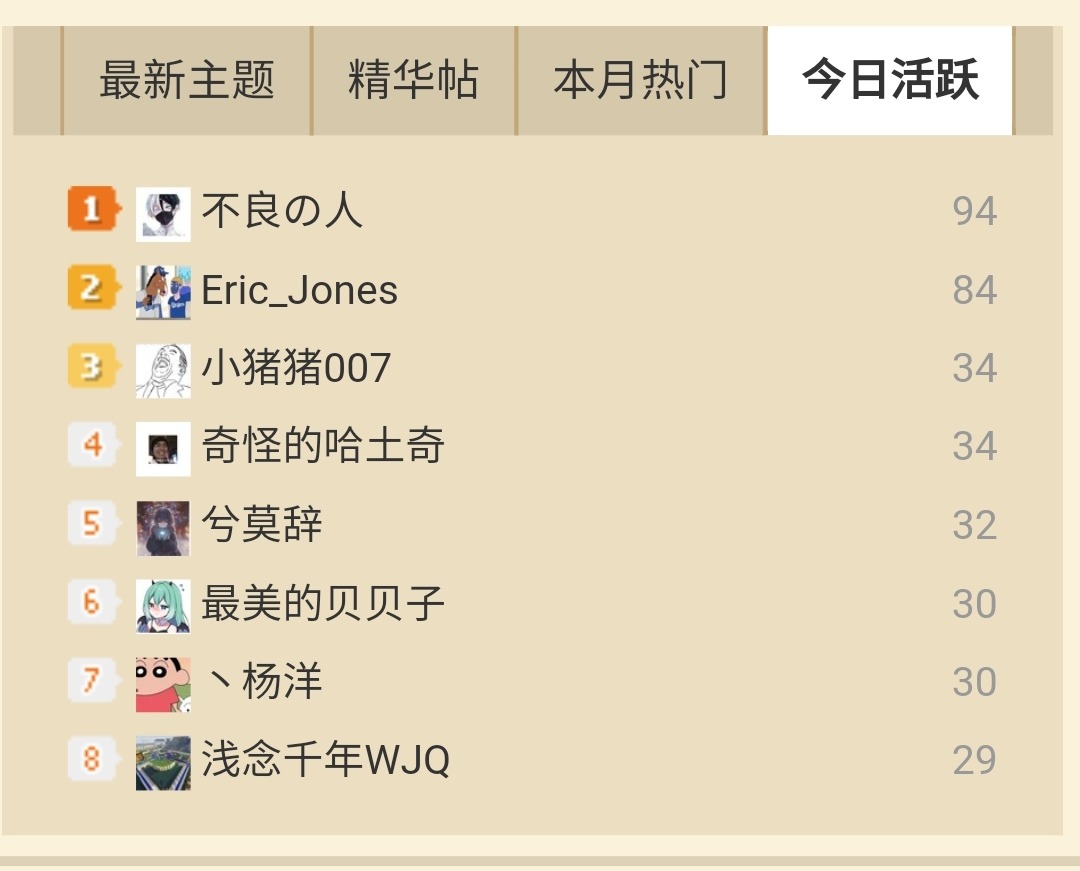 最新主题 精华帖 本月热门 今日活跃
1 不良の人 94
2 Eric_Jones 84
3 小猪猪007 34
4 奇怪的哈土奇 34
5 兮莫辞 32
6 最美的贝贝子 30
7 丶杨洋 30
8 浅念千年WJQ 29